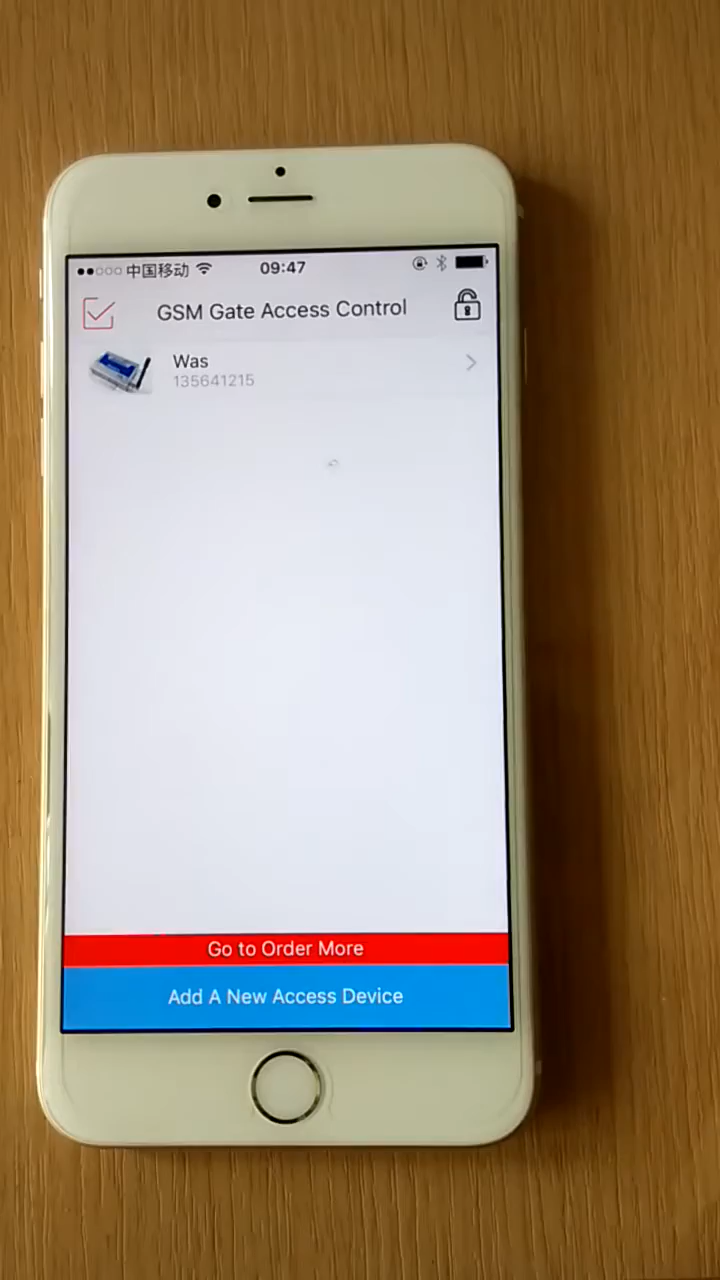 中国移动
09:47
GSM Gate Access Control
Was
135641215
Go to Order More
Add A New Access Device